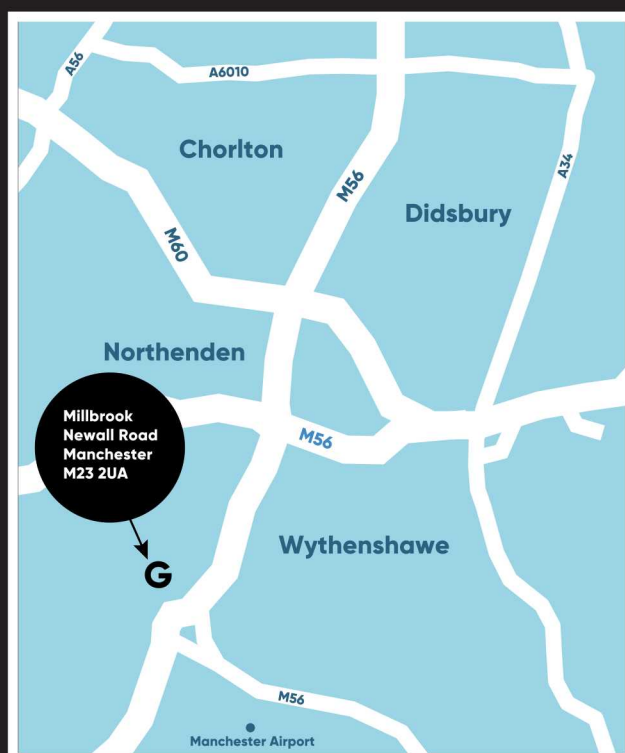 A56
A6010
Chorlton
M56
A34
Didsbury
M60
Northenden
Millbrook
Newall Road
Manchester
M23 2UA
M56
Wythenshawe
G
M56
Manchester Airport